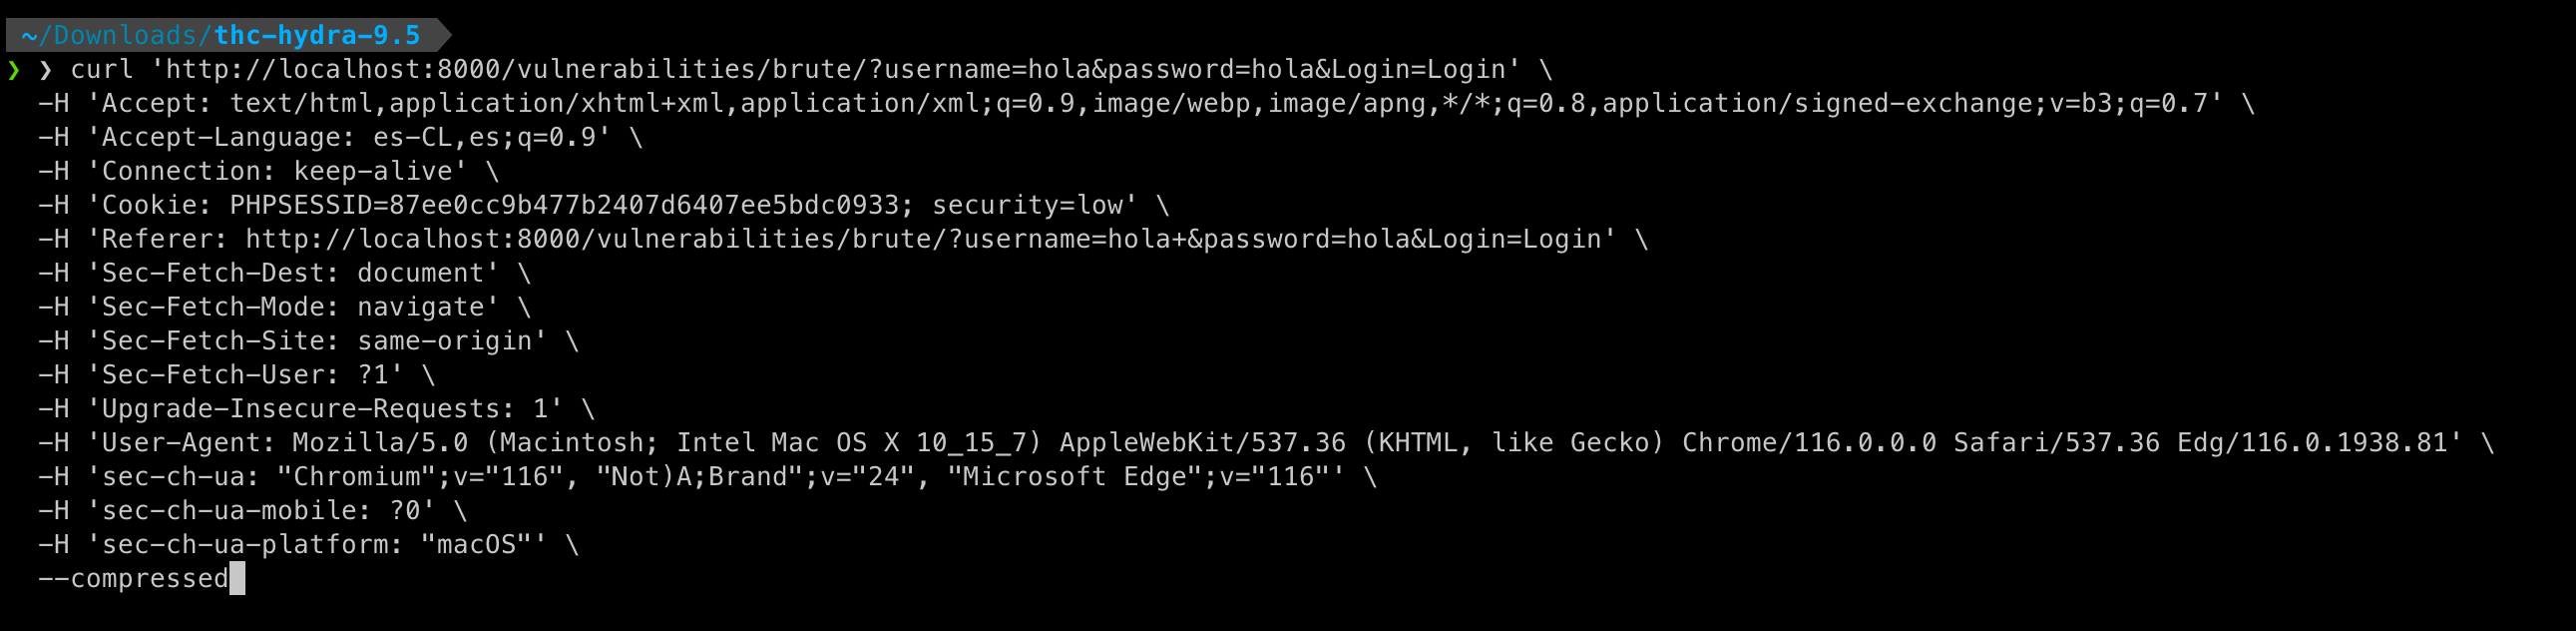 ~/Downloads/thc-hydra-9.5
❯ ❯ curl 'http://localhost:8000/vulnerabilities/brute/?username=hola&password=hola&Login=Login' \
-H 'Accept: text/html,application/xhtml+xml,application/xml;q=0.9,image/webp,image/apng,*/*;q=0.8,application/signed-exchange;v=b3;q=0.7' \
-H 'Accept-Language: es-CL,es;q=0.9' \
-H 'Connection: keep-alive' \
-H 'Cookie: PHPSESSID=87ee0cc9b477b2407d6407ee5bdc0933; security=low' \
-H 'Referer: http://localhost:8000/vulnerabilities/brute/?username=hola+&password=hola&Login=Login' \
-H 'Sec-Fetch-Dest: document' \
-H 'Sec-Fetch-Mode: navigate' \
-H 'Sec-Fetch-Site: same-origin' \
-H 'Sec-Fetch-User: ?1' \
-H 'Upgrade-Insecure-Requests: 1' \
-H 'User-Agent: Mozilla/5.0 (Macintosh; Intel Mac OS X 10_15_7) AppleWebKit/537.36 (KHTML, like Gecko) Chrome/116.0.0.0 Safari/537.36 Edg/116.0.1938.81' \
-H 'sec-ch-ua: "Chromium";v="116", "Not)A;Brand";v="24", "Microsoft Edge";v="116"' \
-H 'sec-ch-ua-mobile: ?0' \
-H 'sec-ch-ua-platform: "macOS"' \
--compressed